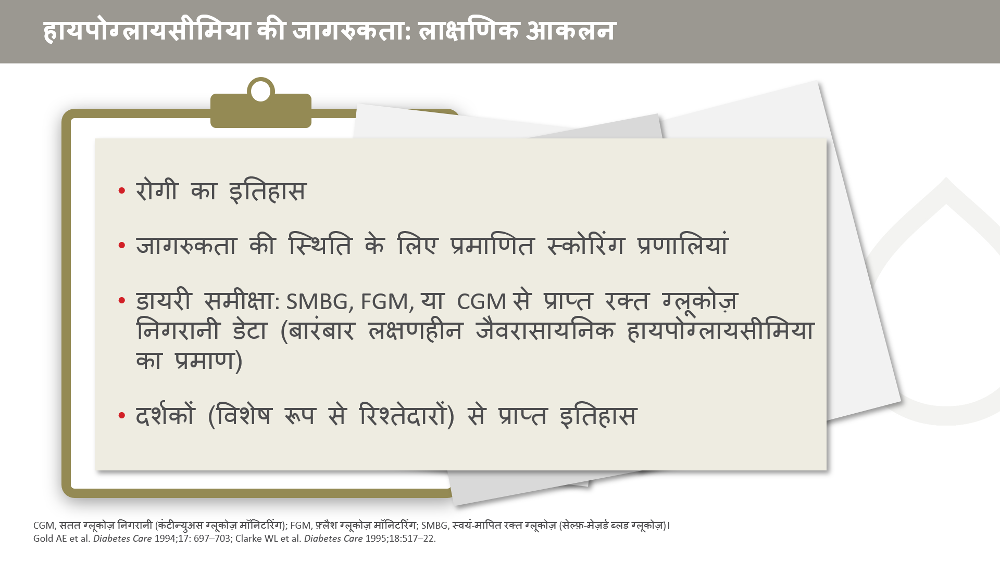 हायपोग्लायसीमिया की जागरुकता: लाक्षणिक आकलन
• रोगी का इतिहास
• जागरुकता की स्थिति के लिए प्रमाणित स्कोरिंग प्रणालियां
• डायरी समीक्षा: SMBG, FGM, या CGM से प्राप्त रक्त ग्लूकोज़
निगरानी डेटा (बारंबार लक्षणहीन जैवरासायनिक हायपोग्लायसीमिया
का प्रमाण)
• दर्शकों (विशेष रूप से रिश्तेदारों) से प्राप्त इतिहास
CGM, सतत ग्लूकोज़ निगरानी (कंटीन्युअस ग्लूकोज़ मॉनिटरिंग); FGM, फ़्लैश ग्लूकोज़ मॉनिटरिंग; SMBG, स्वयं-मापित रक्त ग्लूकोज़ (सेल्फ़-मेज़र्ड ब्लड ग्लूकोज़)।
Gold AE et al. Diabetes Care 1994;17: 697–703; Clarke WL et al. Diabetes Care 1995;18:517–22.